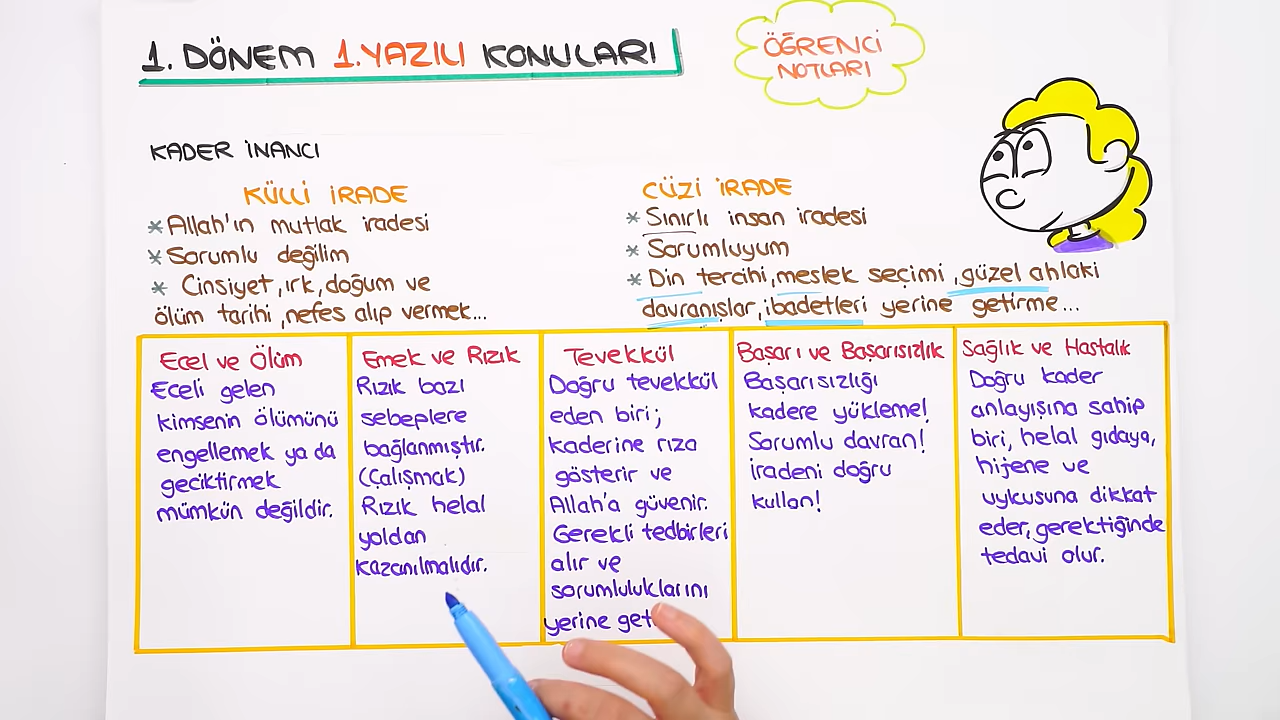 1. DÖNEM 1.YAZILI KONULARI
ÖĞRENCİ
NOTLARI
KADER İNANCI
KÜLLİ İRADE
*Allah'ın mutlak iradesi
*Sorumlu değilim
* Cinsiyet, ırk, doğum ve
ölüm tarihi, nefes alıp vermek...
CÜZİ İRADE
* Sınırlı insan iradesi
* Sorumluyum
* Din tercihi, meslek seçimi, güzel ahlaki
davranışlar, ibadetleri yerine getirme...
Ecel ve Ölüm
Eceli gelen
kimsenin ölümünü
engellemek ya da
geciktirmek
mümkün değildir.
Emek ve Rızık
Rızık bazı
sebeplere
bağlanmıştır.
(Çalışmak)
Rızık helal
yoldan
kazanılmalıdır.
Tevekkül
Doğru tevekkül
eden biri;
kaderine rıza
gösterir ve
Allah'a güvenir.
Gerekli tedbirleri
alır ve
sorumluluklarını
yerine
Başarı ve Başarısızlık
Başarısızlığı
kadere yükleme!
Sorumlu davran!
İradeni doğru
kullan!
Sağlık ve Hastalık
Doğru kader
anlayışına sahip
biri, helal gıdaya,
hijene ve
uykusuna dikkat
eder, gerektiğinde
tedavi olur.